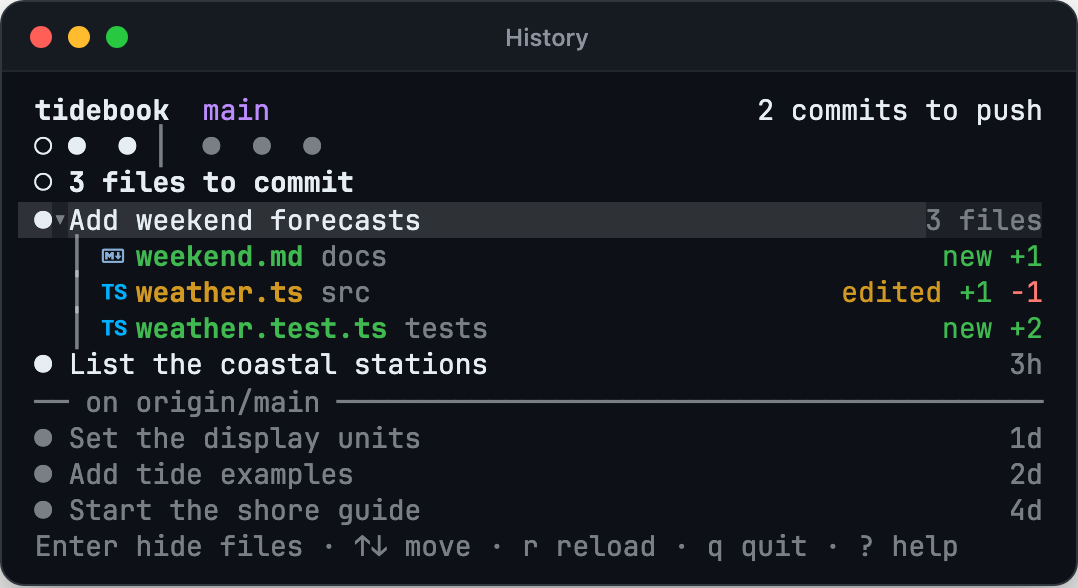 History
tidebook main 2 commits to push
3 files to commit
Add weekend forecasts 3 files
M↓ weekend.md docs new +1
TS weather.ts src edited +1 -1
TS weather.test.ts tests new +2
List the coastal stations 3h
on origin/main
Set the display units 1d
Add tide examples 2d
Start the shore guide 4d
Enter hide files · ↑↓ move · r reload · q quit · ? help